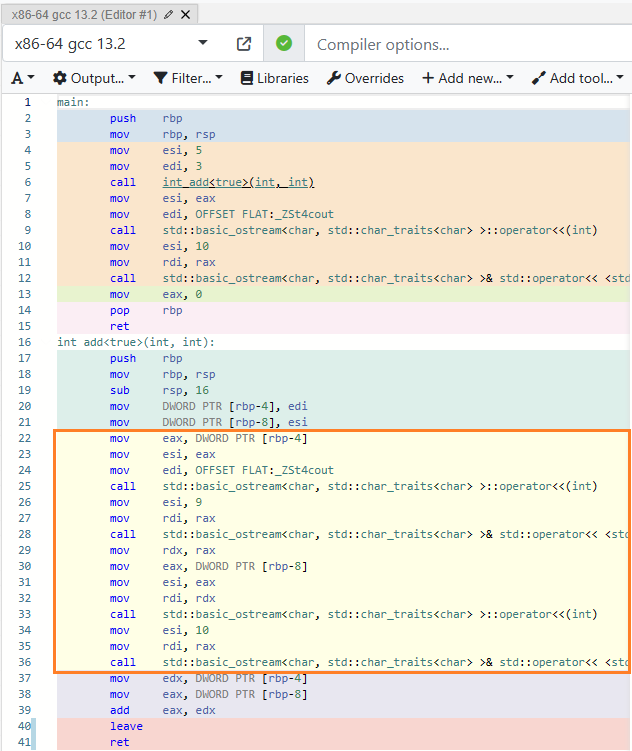 x86-64 gcc 13.2 (Editor #1)
x86-64 gcc 13.2 Compiler options...
A Output... Filter... Libraries Overrides Add new... Add tool...
1 main:
2 push rbp
3 mov rbp, rsp
4 mov esi, 5
5 mov edi, 3
6 call int add<true>(int, int)
7 mov esi, eax
8 mov edi, OFFSET FLAT:_ZSt4cout
9 call std::basic_ostream<char, std::char_traits<char> >::operator<<(int)
10 mov esi, 10
11 mov rdi, rax
12 call std::basic_ostream<char, std::char_traits<char> >& std::operator<< <std
13 mov eax, 0
14 pop rbp
15 ret
16 int add<true>(int, int):
17 push rbp
18 mov rbp, rsp
19 sub rsp, 16
20 mov DWORD PTR [rbp-4], edi
21 mov DWORD PTR [rbp-8], esi
22 mov eax, DWORD PTR [rbp-4]
23 mov esi, eax
24 mov edi, OFFSET FLAT:_ZSt4cout
25 call std::basic_ostream<char, std::char_traits<char> >::operator<<(int)
26 mov esi, 9
27 mov rdi, rax
28 call std::basic_ostream<char, std::char_traits<char> >& std::operator<< <std
29 mov rdx, rax
30 mov eax, DWORD PTR [rbp-8]
31 mov esi, eax
32 mov rdi, rdx
33 call std::basic_ostream<char, std::char_traits<char> >::operator<<(int)
34 mov esi, 10
35 mov rdi, rax
36 call std::basic_ostream<char, std::char_traits<char> >& std::operator<< <std
37 mov edx, DWORD PTR [rbp-4]
38 mov eax, DWORD PTR [rbp-8]
39 add eax, edx
40 leave
41 ret